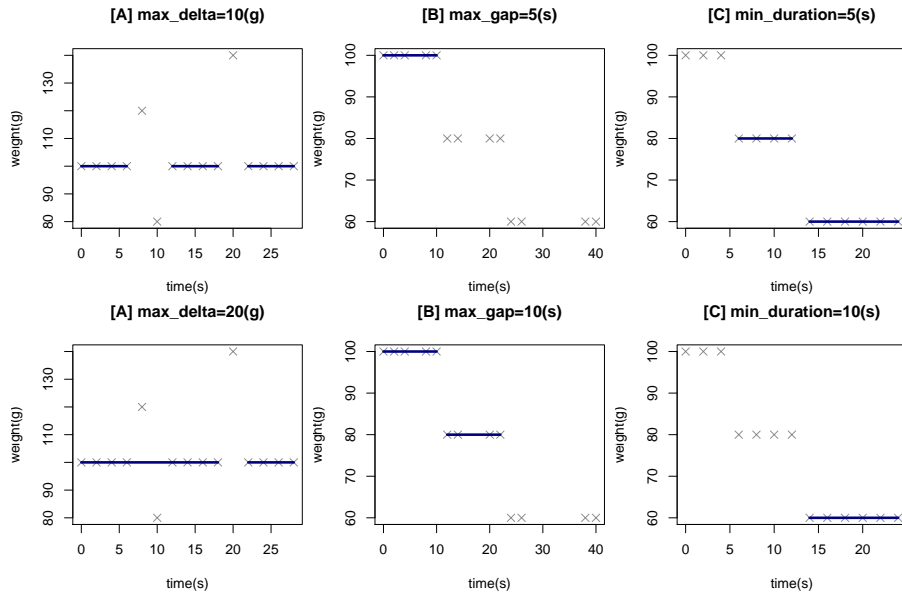 [A] max_delta=10(g)
weight(g)
130
110
90
80
0 5 10 15 20 25
time(s)
[B] max_gap=5(s)
weight(g)
100
90
80
70
60
0 10 20 30 40
time(s)
[C] min_duration=5(s)
weight(g)
100
90
80
70
60
0 5 10 15 20
time(s)
[A] max_delta=20(g)
weight(g)
130
110
90
80
0 5 10 15 20 25
time(s)
[B] max_gap=10(s)
weight(g)
100
90
80
70
60
0 10 20 30 40
time(s)
[C] min_duration=10(s)
weight(g)
100
90
80
70
60
0 5 10 15 20
time(s)